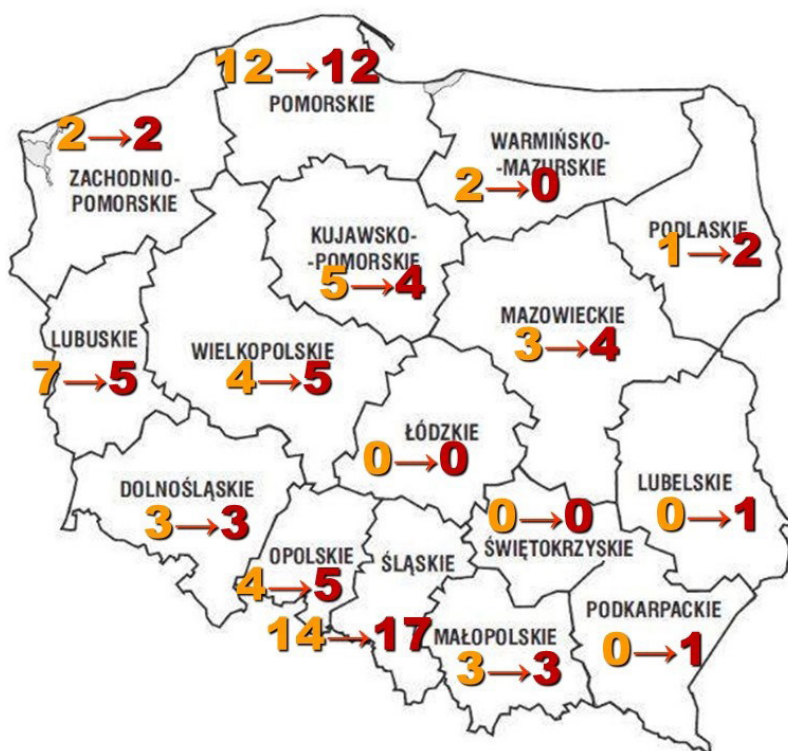 12→12
POMORSKIE
2→2
ZACHODNIO-
POMORSKIE
WARMIŃSKO-
-MAZURSKIE
2→0
PODLASKIE
1→2
KUJAWSKO-
-POMORSKIE
5→4
MAZOWIECKIE
3→4
LUBUSKIE
7→5
WIELKOPOLSKIE
4→5
ŁÓDZKIE
0→0
LUBELSKIE
0→1
DOLNOŚLĄSKIE
3→3
0→0
ŚWIĘTOKRZYSKIE
OPOLSKIE
4→5
ŚLĄSKIE
14→17
MAŁOPOLSKIE
3→3
PODKARPACKIE
0→1